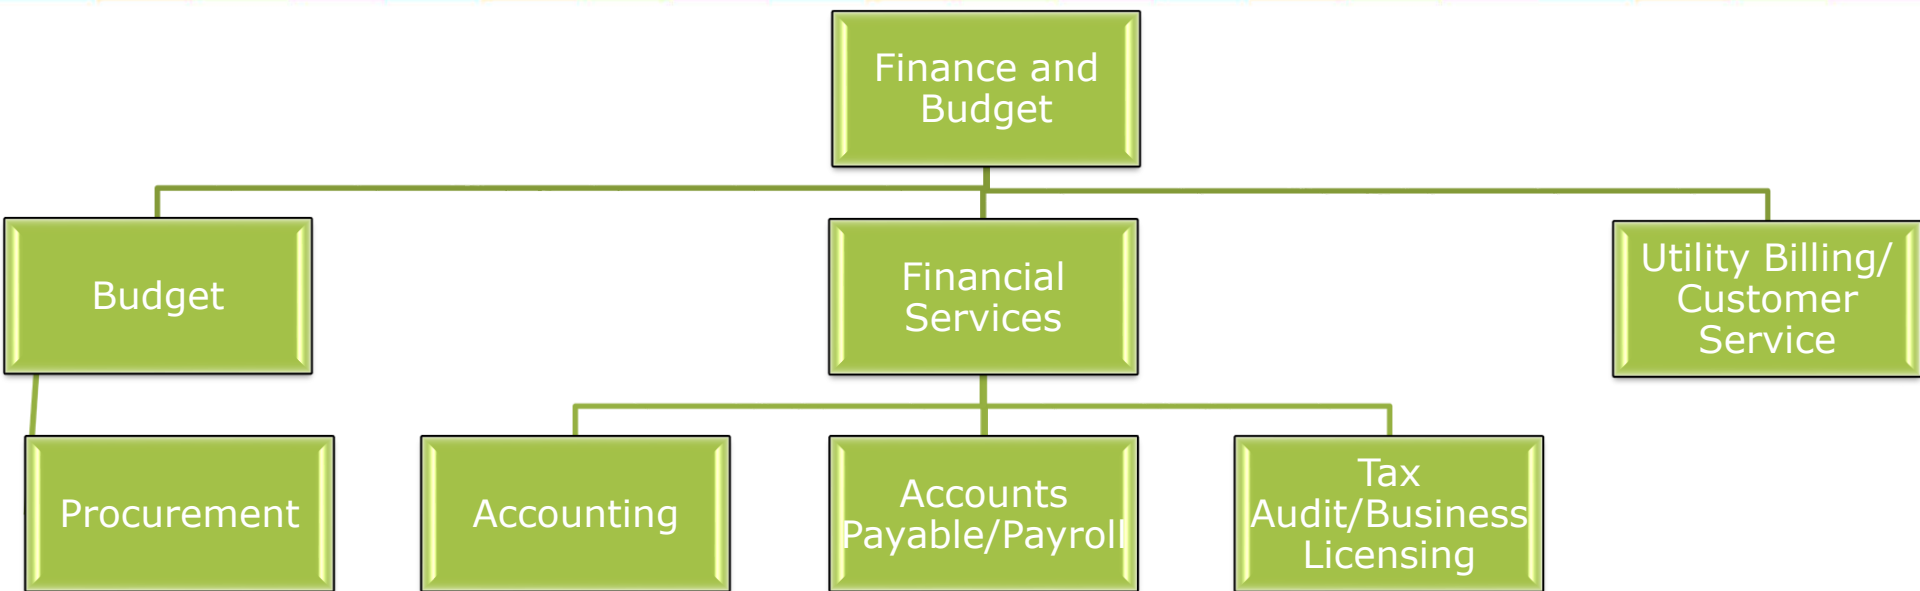 Finance and
Budget
Budget
Financial
Services
Utility Billing/
Customer
Service
Procurement
Accounting
Accounts
Payable/Payroll
Tax
Audit/Business
Licensing